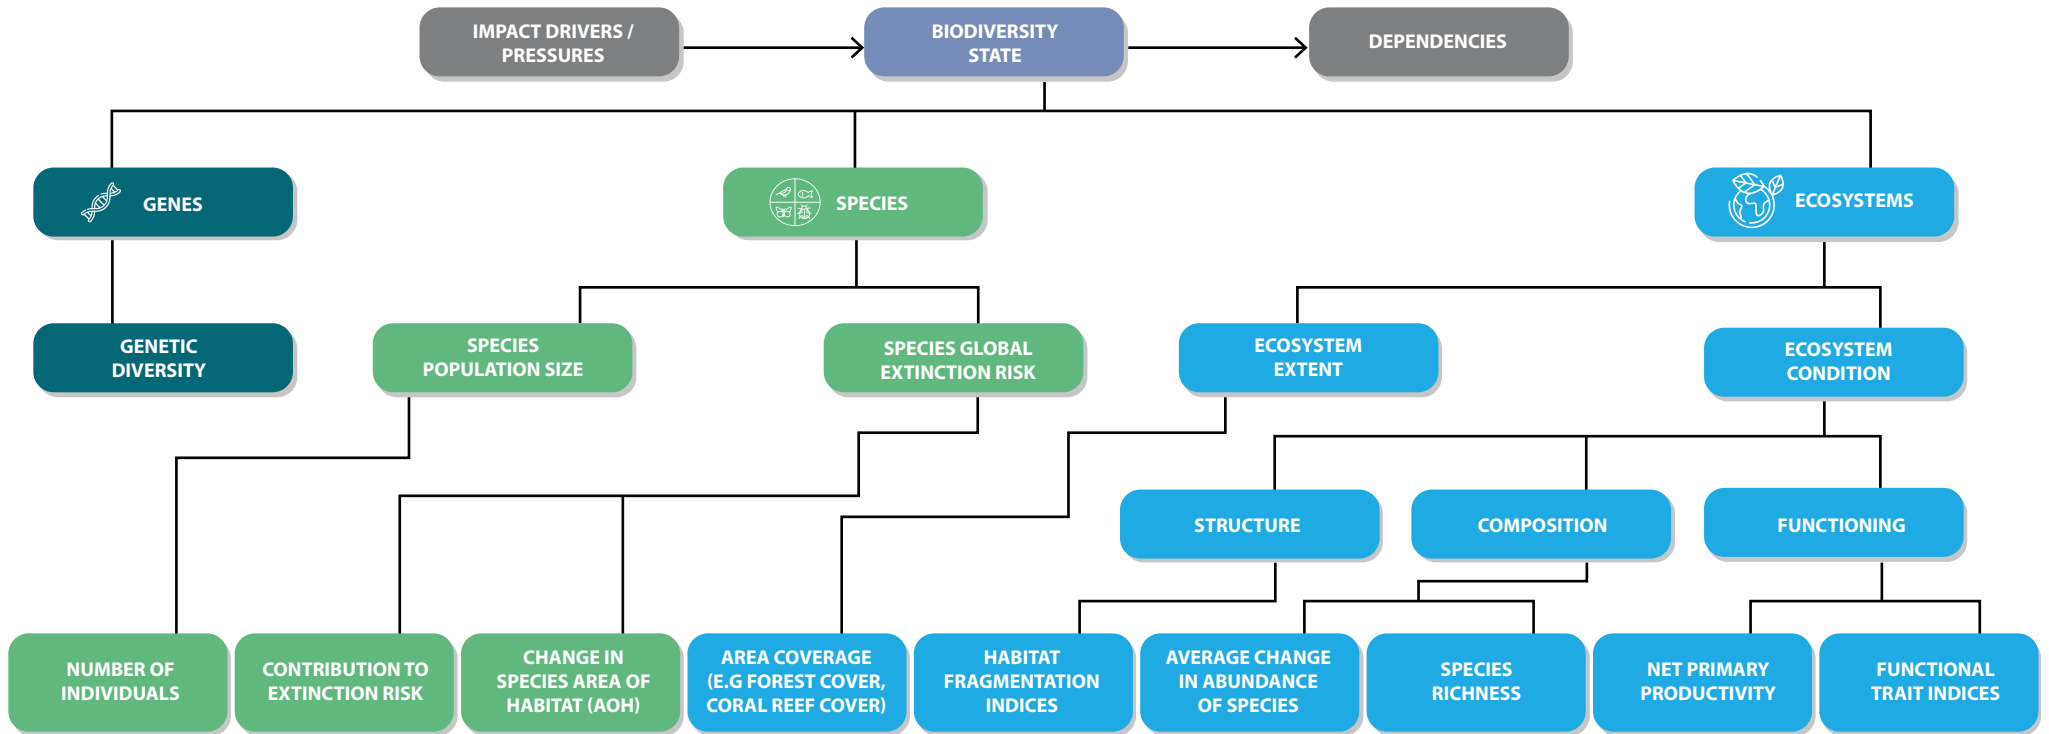 IMPACT DRIVERS /
PRESSURES
BIODIVERSITY
STATE
DEPENDENCIES
GENES
SPECIES
ECOSYSTEMS
GENETIC
DIVERSITY
SPECIES
POPULATION SIZE
SPECIES GLOBAL
EXTINCTION RISK
ECOSYSTEM
EXTENT
ECOSYSTEM
CONDITION
STRUCTURE
COMPOSITION
FUNCTIONING
NUMBER OF
INDIVIDUALS
CONTRIBUTION TO
EXTINCTION RISK
CHANGE IN
SPECIES AREA OF
HABITAT (AOH)
AREA COVERAGE
(E.G FOREST COVER,
CORAL REEF COVER)
HABITAT
FRAGMENTATION
INDICES
AVERAGE CHANGE
IN ABUNDANCE
OF SPECIES
SPECIES
RICHNESS
NET PRIMARY
PRODUCTIVITY
FUNCTIONAL
TRAIT INDICES